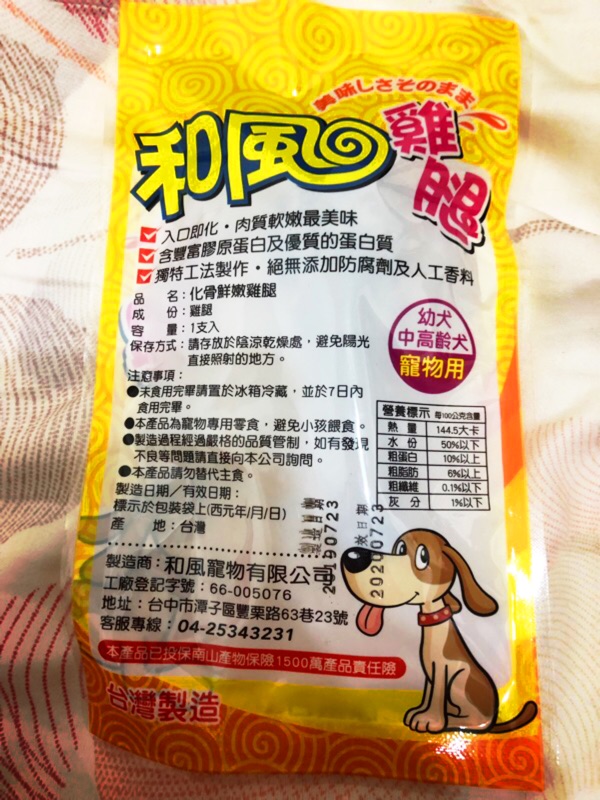 美味しさそのまま
和風 雞腿
入口即化・肉質軟嫩最美味
含豐富膠原蛋白及優質的蛋白質
獨特工法製作・絕無添加防腐劑及人工香料
品　名：化骨鮮嫩雞腿
成　份：雞腿
容　量：1支入
保存方式：請存放於陰涼乾燥處，避免陽光
直接照射的地方。
幼犬
中高齡犬
寵物用
注意事項：
●未食用完畢請置於冰箱冷藏，並於7日內
食用完畢。
●本產品為寵物專用零食，避免小孩餵食。
●製造過程經過嚴格的品質管制，如有發現
不良等問題請直接向本公司詢問。
●本產品請勿替代主食。
營養標示 每100公克含量
熱量 144.5大卡
水份 50%以下
粗蛋白 10%以上
粗脂肪 6%以上
粗纖維 0.1%以下
灰分 1%以下
製造日期／有效日期：
標示於包裝袋上(西元年/月/日)
產　地：台灣
製造日期
20190723
有效日期
20200723
製造商：和風寵物有限公司
工廠登記字號：66-005076
地址：台中市潭子區豐栗路63巷23號
客服專線：04-25343231
本產品已投保南山產物保險1500萬產品責任險
台灣製造